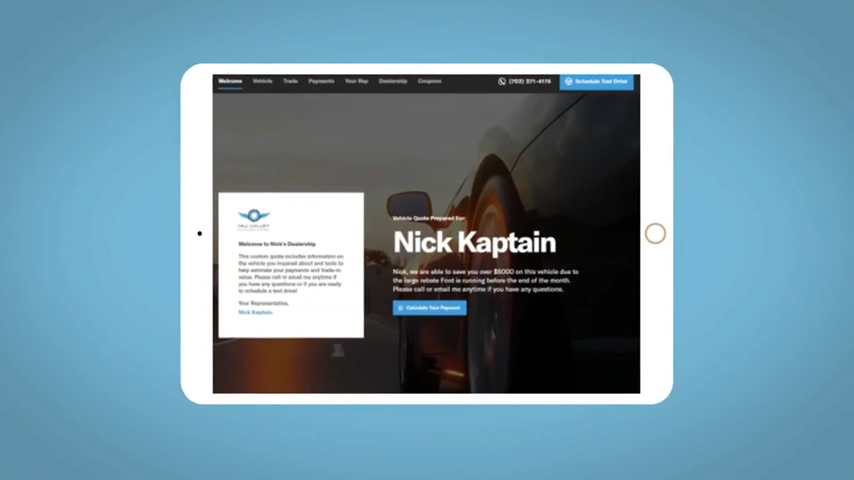 Welcome Vehicle Trade Payments Your Way Dealership Coupons (702) 271-4176 Schedule Test Drive
HILL VALLEY
Welcome to Nick's Dealership
This custom quote includes information on
the vehicle you inquired about and tools to
help estimate your payments and trade-in
value. Please call or email me anytime if
you have any questions or if you are ready
to schedule a test drive!
Your Representative,
Nick Kaptain
Vehicle Quote Prepared For:
Nick Kaptain
Nick, we are able to save you over $5000 on this vehicle due to
the large rebate Ford is running before the end of the month.
Please call or email me anytime if you have any questions.
Calculate Your Payment